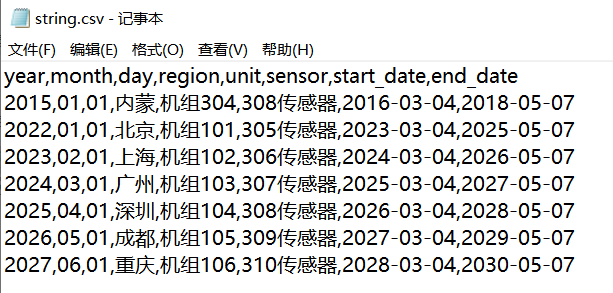 string.csv - 记事本
文件(F) 编辑(E) 格式(O) 查看(V) 帮助(H)
year,month,day,region,unit,sensor,start_date,end_date
2015,01,01,内蒙,机组304,308传感器,2016-03-04,2018-05-07
2022,01,01,北京,机组101,305传感器,2023-03-04,2025-05-07
2023,02,01,上海,机组102,306传感器,2024-03-04,2026-05-07
2024,03,01,广州,机组103,307传感器,2025-03-04,2027-05-07
2025,04,01,深圳,机组104,308传感器,2026-03-04,2028-05-07
2026,05,01,成都,机组105,309传感器,2027-03-04,2029-05-07
2027,06,01,重庆,机组106,310传感器,2028-03-04,2030-05-07